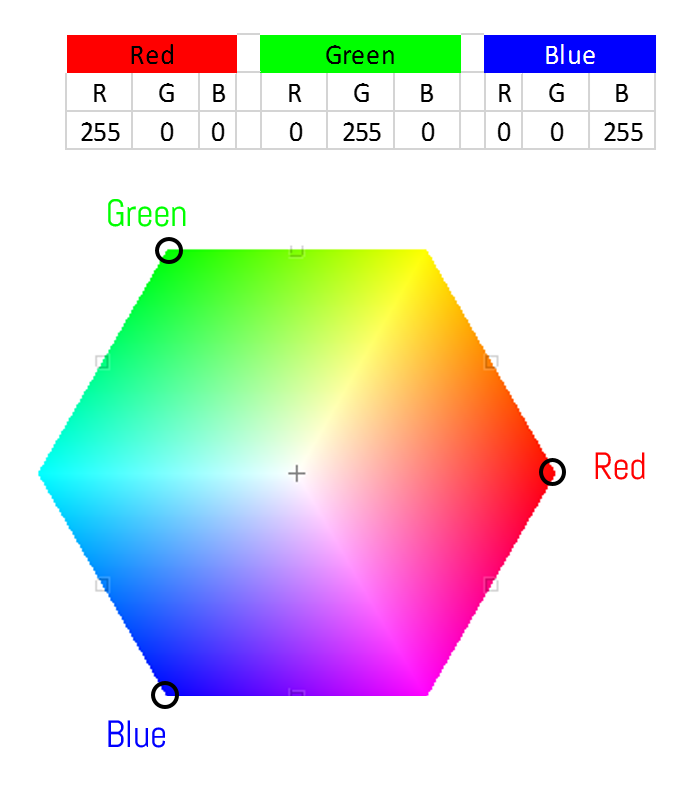 Red Green Blue
R G B R G B R G B
255 0 0 0 255 0 0 0 255
Green
Red
Blue